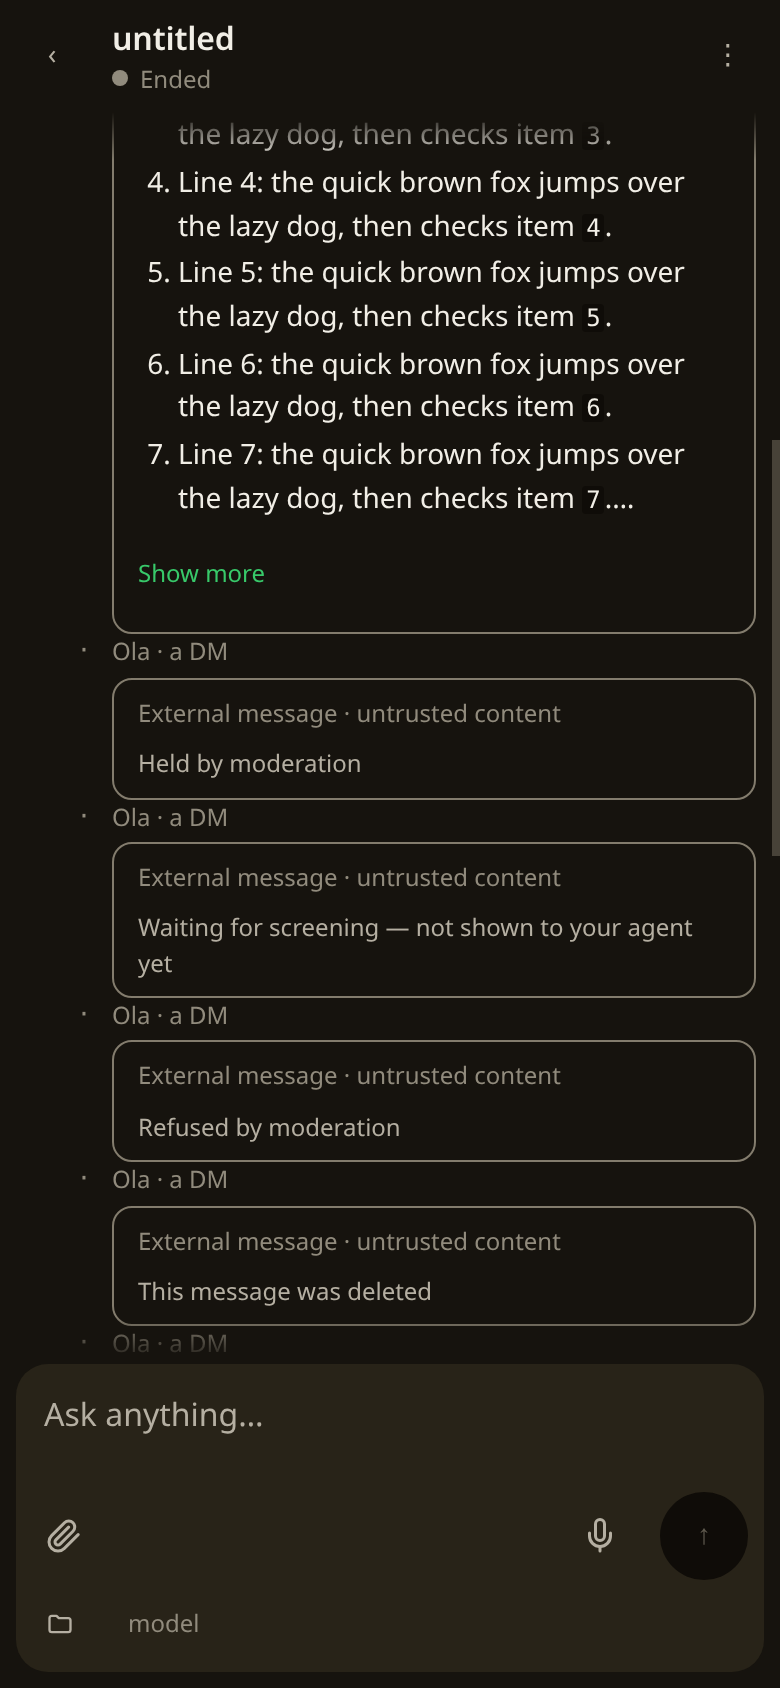 untitled
Ended
the lazy dog, then checks item 3.
4. Line 4: the quick brown fox jumps over
the lazy dog, then checks item 4.
5. Line 5: the quick brown fox jumps over
the lazy dog, then checks item 5.
6. Line 6: the quick brown fox jumps over
the lazy dog, then checks item 6.
7. Line 7: the quick brown fox jumps over
the lazy dog, then checks item 7....
Show more
· Ola · a DM
External message · untrusted content
Held by moderation
· Ola · a DM
External message · untrusted content
Waiting for screening — not shown to your agent
yet
· Ola · a DM
External message · untrusted content
Refused by moderation
· Ola · a DM
External message · untrusted content
This message was deleted
· Ola · a DM
Ask anything...
model